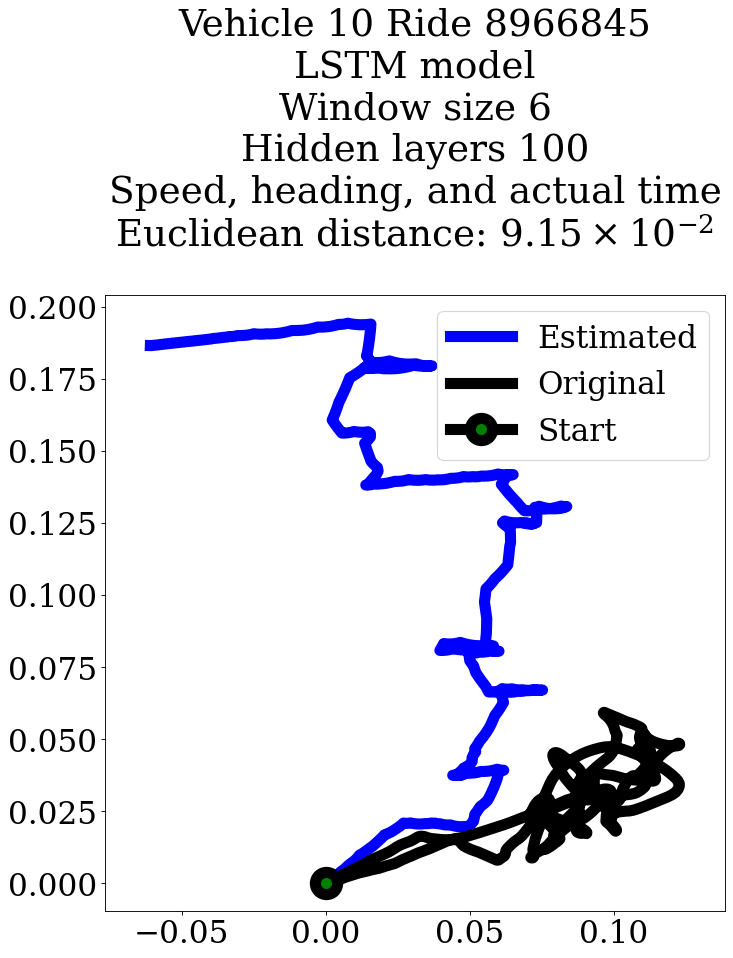 Vehicle 10 Ride 8966845
LSTM model
Window size 6
Hidden layers 100
Speed, heading, and actual time
Euclidean distance: 9.15 × 10⁻²
0.200
0.175
0.150
0.125
0.100
0.075
0.050
0.025
0.000
Estimated
Original
Start
−0.05 0.00 0.05 0.10